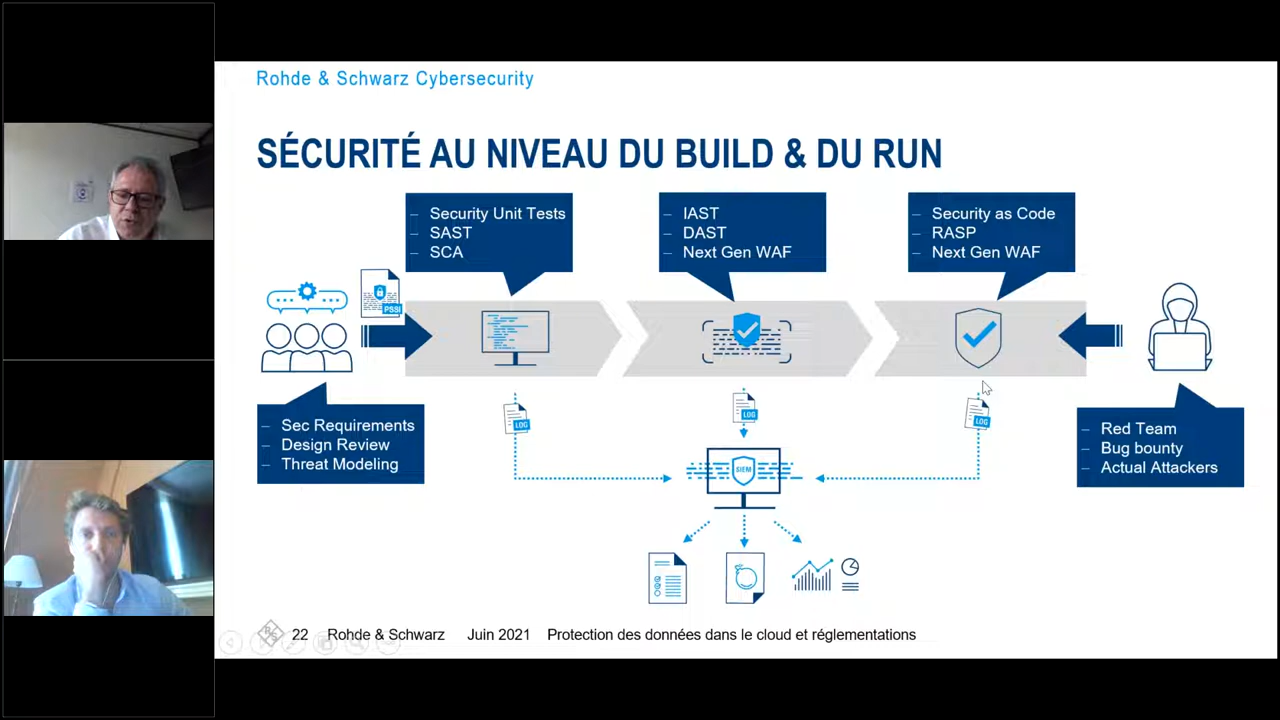 Rohde & Schwarz Cybersecurity
SÉCURITÉ AU NIVEAU DU BUILD & DU RUN
– Security Unit Tests
– SAST
– SCA
– IAST
– DAST
– Next Gen WAF
– Security as Code
– RASP
– Next Gen WAF
PSSI
– Sec Requirements
– Design Review
– Threat Modeling
LOG
LOG
LOG
SIEM
– Red Team
– Bug bounty
– Actual Attackers
22 Rohde & Schwarz Juin 2021 Protection des données dans le cloud et réglementations